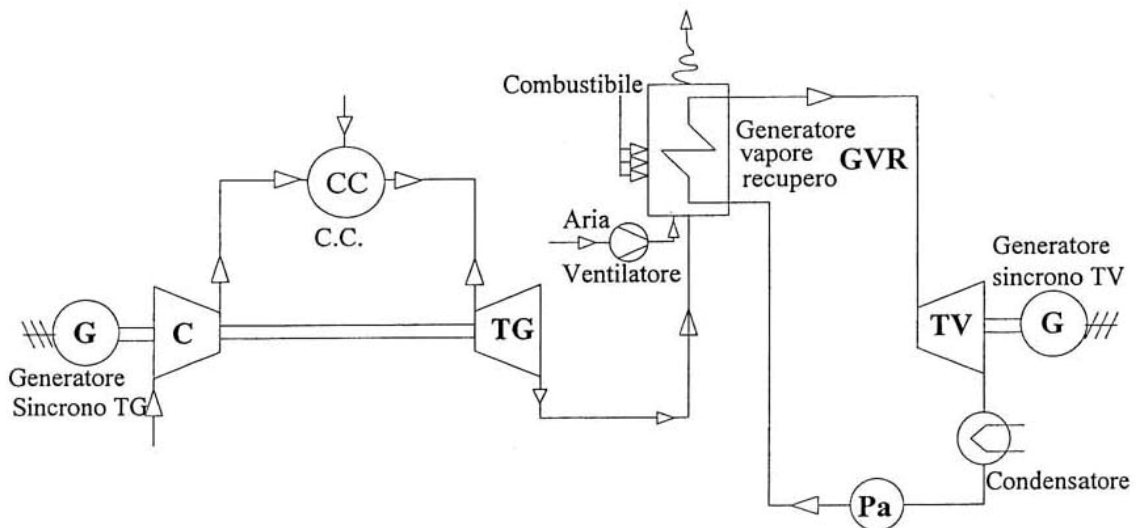 Combustibile
Generatore
vapore
recupero
GVR
CC
C.C.
Aria
Ventilatore
Generatore
sincrono TV
G
C
TG
TV
G
Generatore
Sincrono TG
Condensatore
Pa